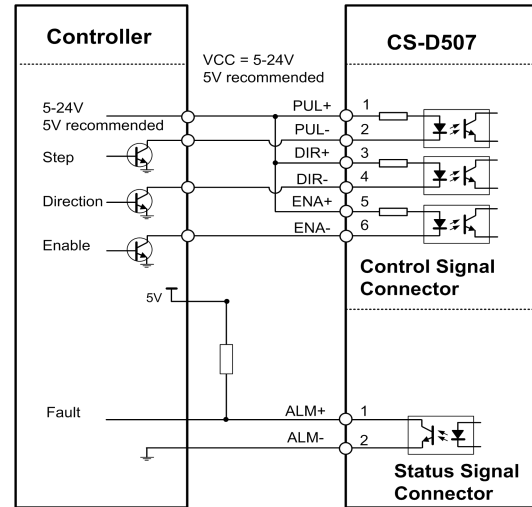 Controller
CS-D507
VCC = 5-24V
5V recommended
5-24V
5V recommended
PUL+ 1
PUL- 2
Step
DIR+ 3
DIR- 4
Direction
ENA+ 5
ENA- 6
Enable
Control Signal
Connector
5V
Fault
ALM+ 1
ALM- 2
Status Signal
Connector